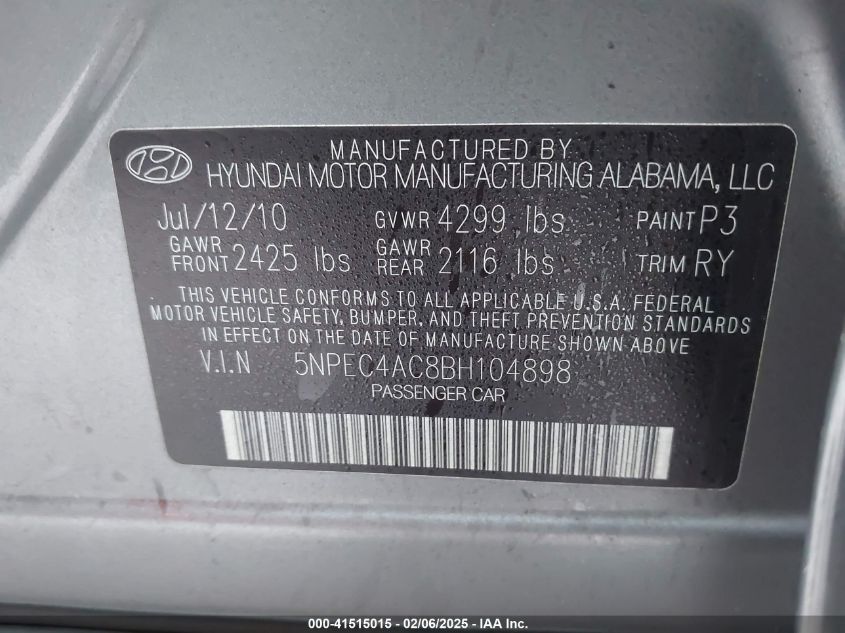 MANUFACTURED BY
HYUNDAI MOTOR MANUFACTURING ALABAMA, LLC
Jul/12/10 GVWR 4299 lbs PAINT P3
GAWR FRONT 2425 lbs GAWR REAR 2116 lbs TRIM RY
THIS VEHICLE CONFORMS TO ALL APPLICABLE U.S.A. FEDERAL
MOTOR VEHICLE SAFETY, BUMPER, AND THEFT PREVENTION STANDARDS
IN EFFECT ON THE DATE OF MANUFACTURE SHOWN ABOVE
V.I.N 5NPEC4AC8BH104898
PASSENGER CAR
000-41515015 - 02/06/2025 - IAA Inc.